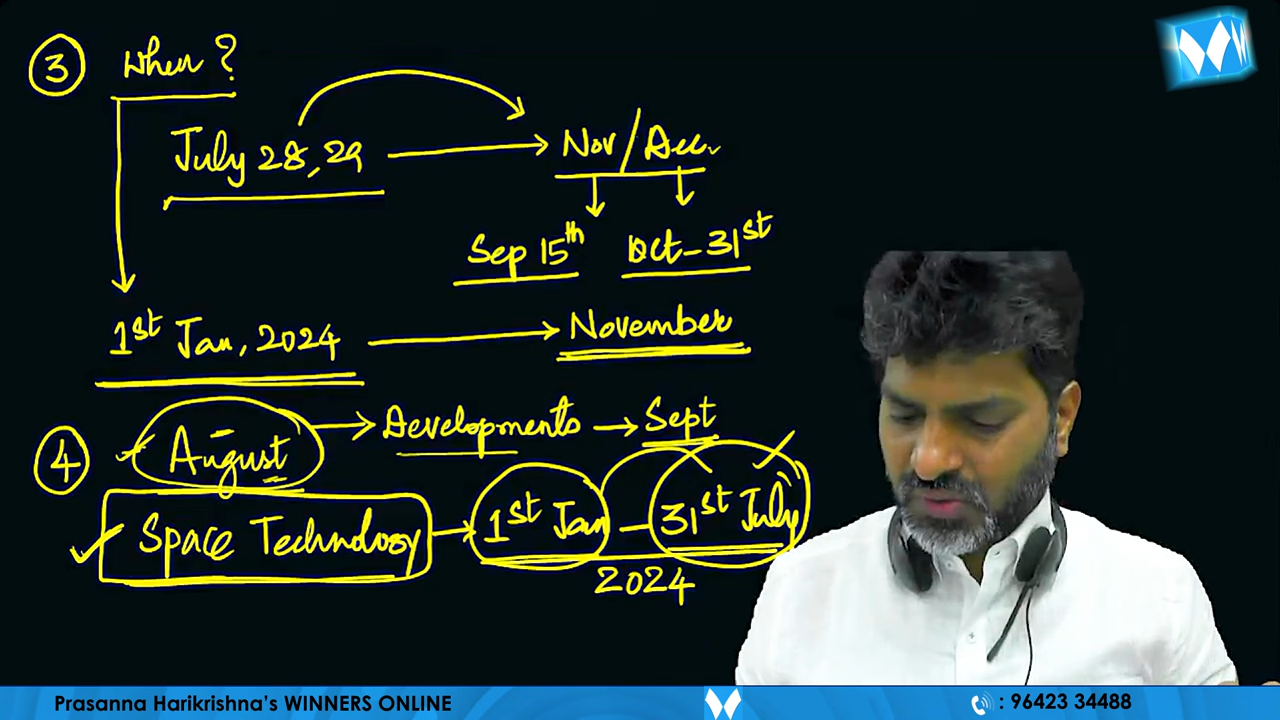 3 When?
July 28, 29 → Nov/Dec.
Sep 15th Oct-31st
1st Jan, 2024 → November
4 August → Developments → Sept
Space Technology → 1st Jan - 31st July
2024
Prasanna Harikrishna's WINNERS ONLINE : 96423 34488